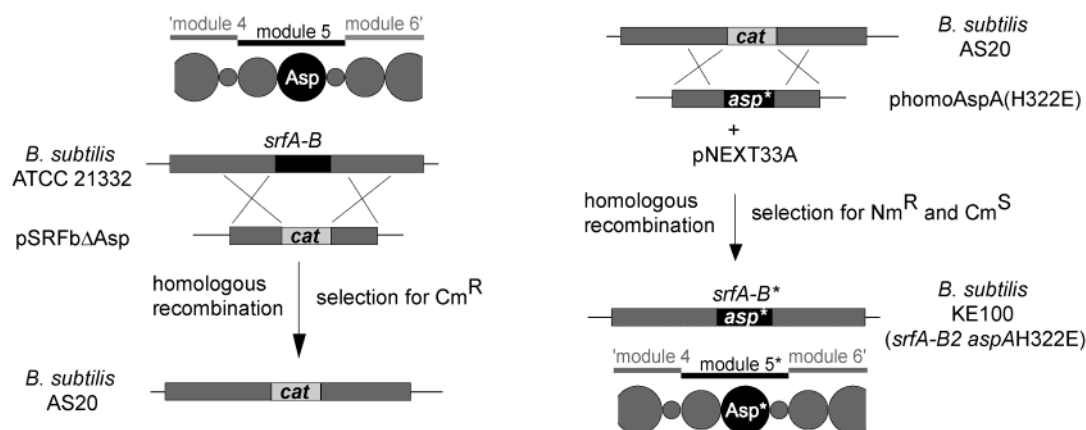 'module 4
module 5
module 6'
Asp
srfA-B
B. subtilis
ATCC 21332
pSRFbΔAsp
cat
homologous
recombination
selection for Cm^R
B. subtilis
AS20
cat
cat
B. subtilis
AS20
asp*
phomoAspA(H322E)
+
pNEXT33A
homologous
recombination
selection for Nm^R and Cm^S
srfA-B*
asp*
B. subtilis
KE100
(srfA-B2 aspAH322E)
'module 4
module 5*
module 6'
Asp*